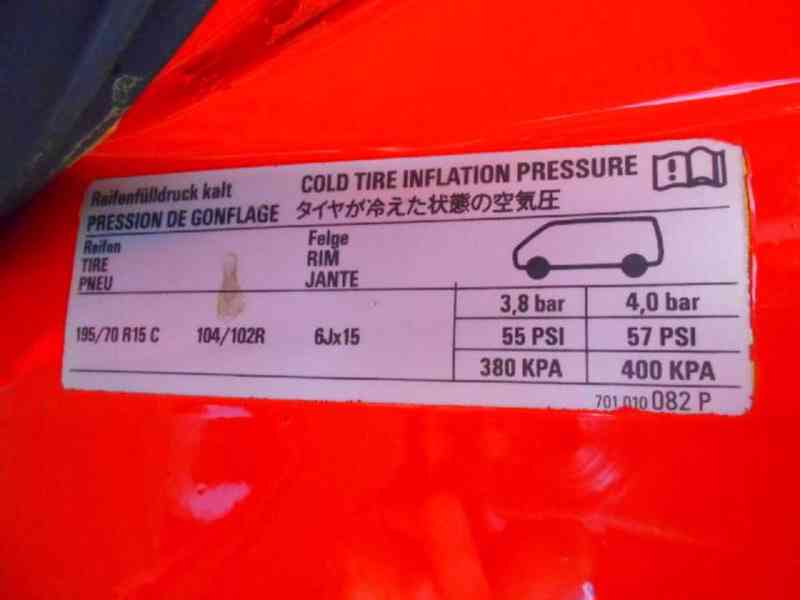 Reifenfülldruck kalt COLD TIRE INFLATION PRESSURE
PRESSION DE GONFLAGE タイヤが冷えた状態の空気圧
Reifen Felge
TIRE RIM
PNEU JANTE
3,8 bar 4,0 bar
195/70 R15 C 104/102R 6Jx15 55 PSI 57 PSI
380 KPA 400 KPA
701 010 082 P